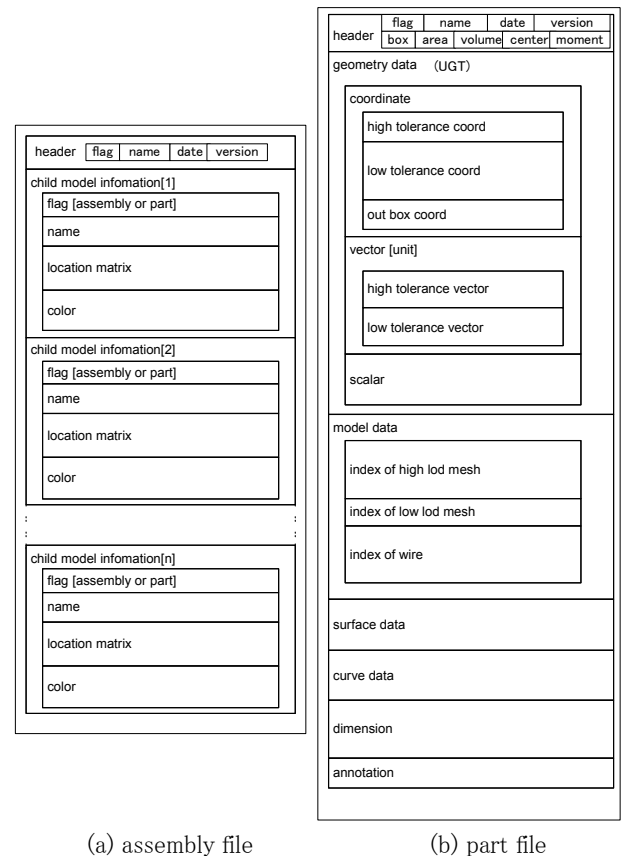 header flag name date version
child model infomation[1]
flag [assembly or part]
name
location matrix
color
child model infomation[2]
flag [assembly or part]
name
location matrix
color
child model infomation[n]
flag [assembly or part]
name
location matrix
color
(a) assembly file
header
flag name date version
box area volume center moment
geometry data (UGT)
coordinate
high tolerance coord
low tolerance coord
out box coord
vector [unit]
high tolerance vector
low tolerance vector
scalar
model data
index of high lod mesh
index of low lod mesh
index of wire
surface data
curve data
dimension
annotation
(b) part file